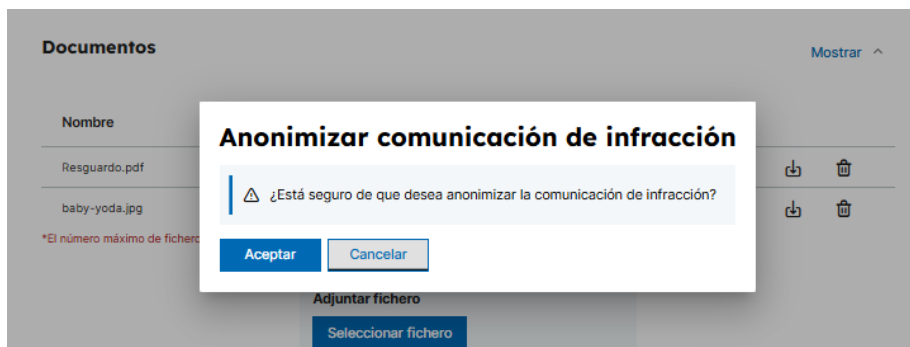 Documentos
Mostrar
Nombre
Anonimizar comunicación de infracción
Resguardo.pdf
¿Está seguro de que desea anonimizar la comunicación de infracción?
baby-yoda.jpg
*El número máximo de
Aceptar
Cancelar
Adjuntar fichero
Seleccionar fichero